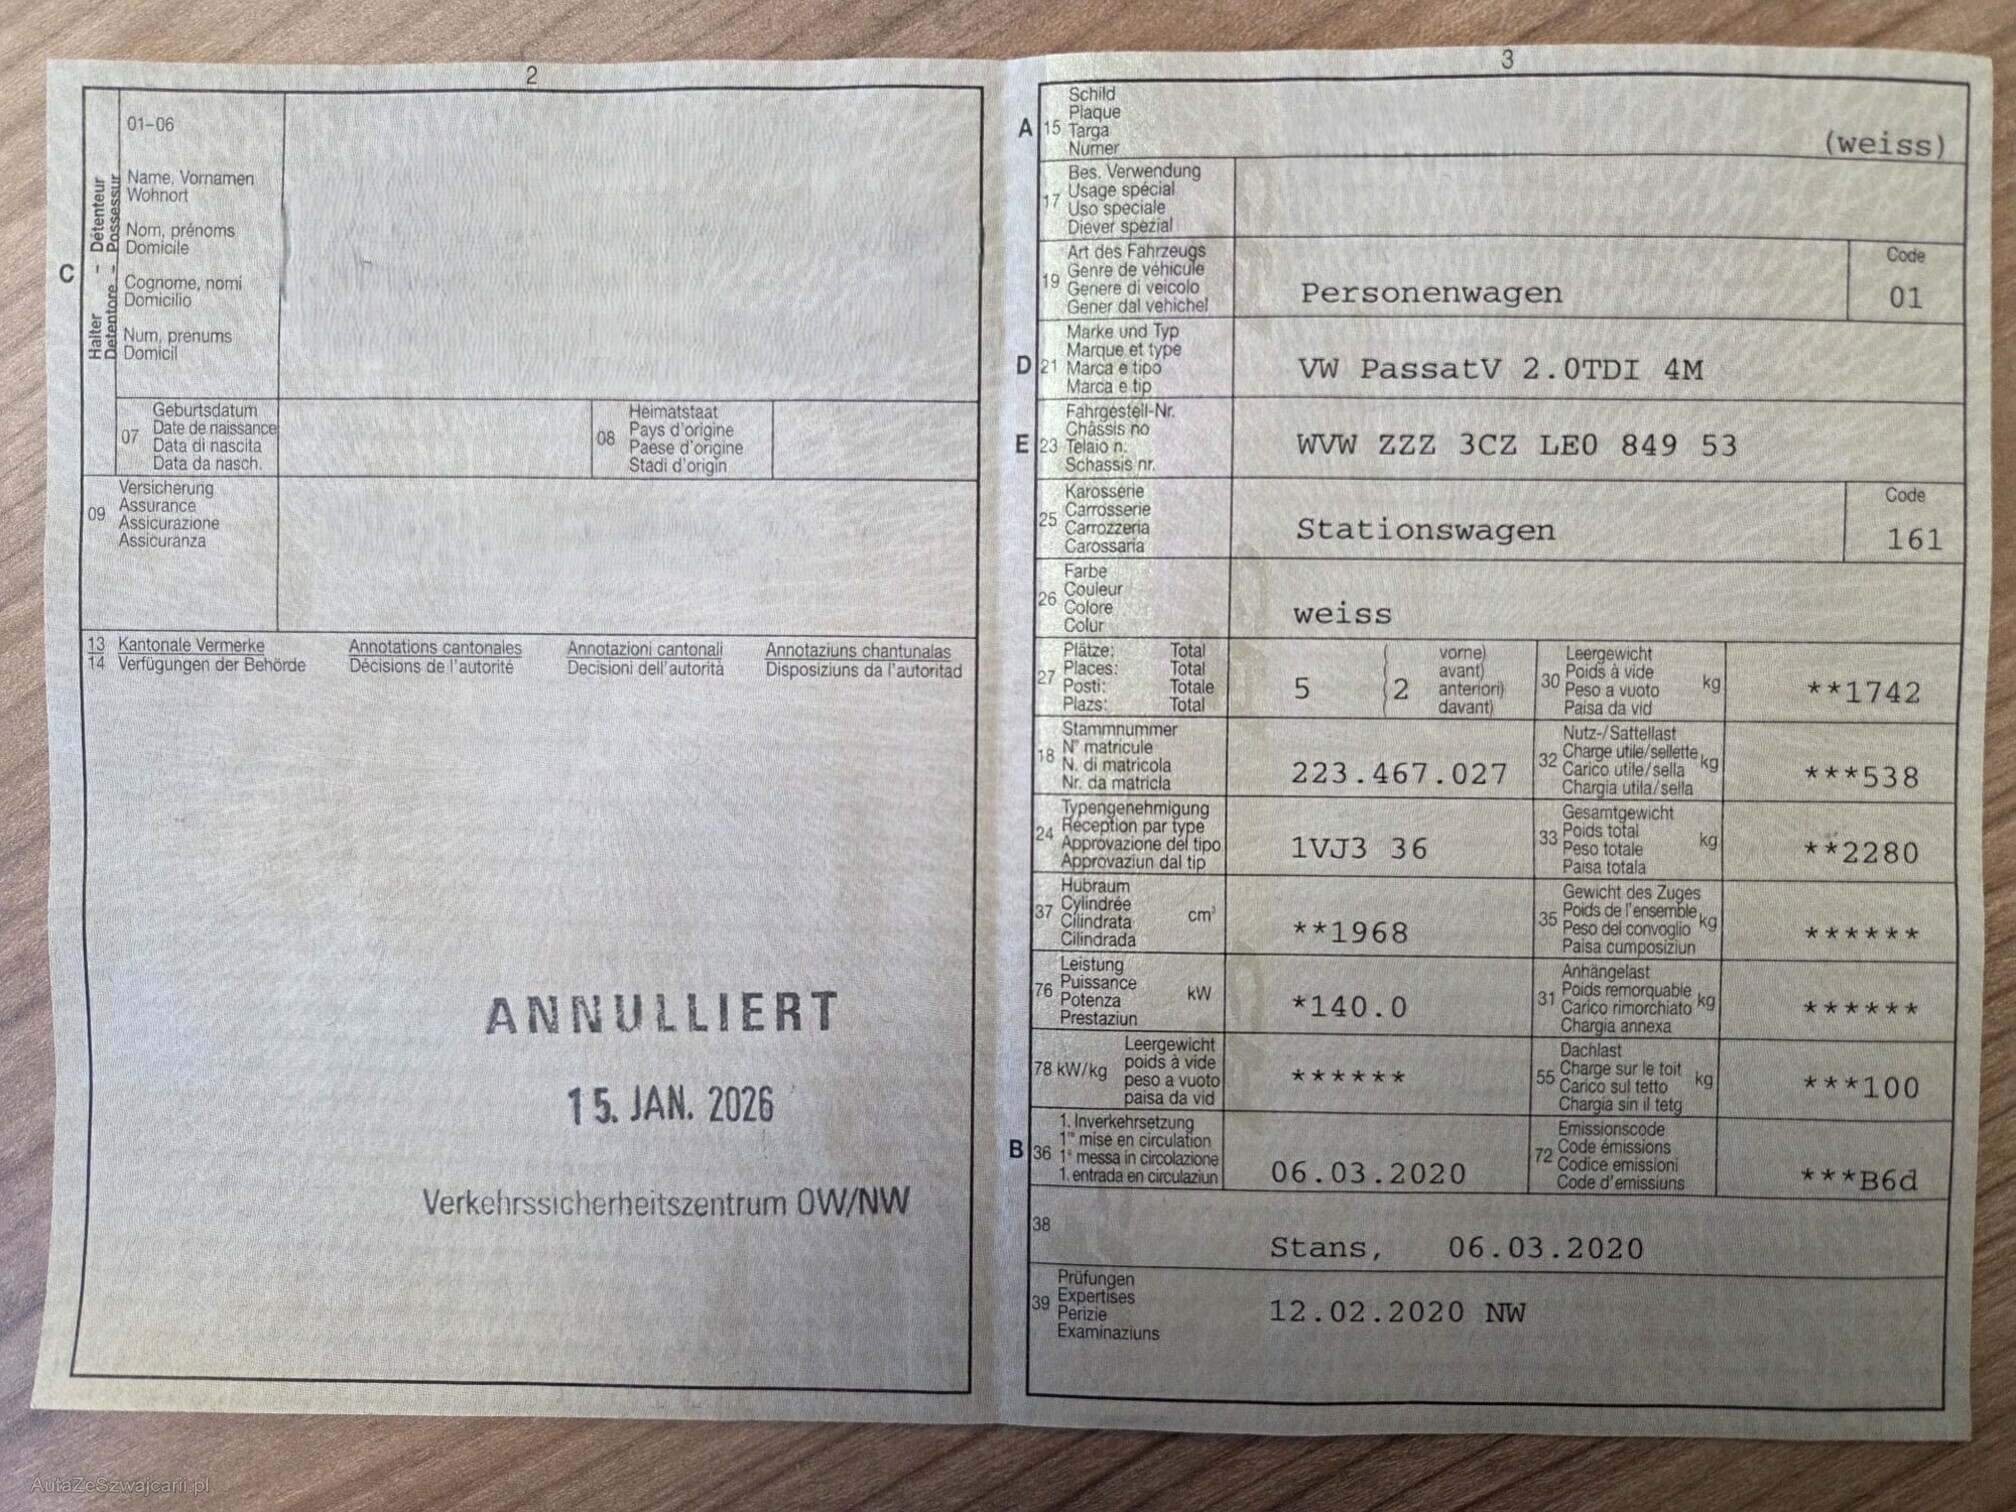 2
01–06
Name, Vornamen
Wohnort
Nom, prénoms
Domicile
Cognome, nomi
Domicilio
Num, prenums
Domicil
C
Halter – Détenteur
Detentore – Possessur
07
Geburtsdatum
Date de naissance
Data di nascita
Data da nasch.
08
Heimatstaat
Pays d'origine
Paese d'origine
Stadi d'origin
09
Versicherung
Assurance
Assicurazione
Assicuranza
13 Kantonale Vermerke Annotations cantonales Annotazioni cantonali Annotaziuns chantunalas
14 Verfügungen der Behörde Décisions de l'autorité Decisioni dell'autorità Disposiziuns da l'autoritad
ANNULLIERT
15. JAN. 2026
Verkehrssicherheitszentrum OW/NW
3
A 15
Schild
Plaque
Targa
Numer
(weiss)
17
Bes. Verwendung
Usage spécial
Uso speciale
Diever spezial
19
Art des Fahrzeugs
Genre de véhicule
Genere di veicolo
Gener dal vehichel
Personenwagen
Code
01
D 21
Marke und Typ
Marque et type
Marca e tipo
Marca e tip
VW PassatV 2.0TDI 4M
E 23
Fahrgestell-Nr.
Châssis no
Telaio n.
Schassis nr.
WVW ZZZ 3CZ LE0 849 53
25
Karosserie
Carrosserie
Carrozzeria
Carossaria
Stationswagen
Code
161
26
Farbe
Couleur
Colore
Colur
weiss
27
Plätze: Total
Places: Total
Posti: Totale
Plazs: Total
5
2
vorne)
avant)
anteriori)
davant)
30
Leergewicht
Poids à vide
Peso a vuoto
Paisa da vid
kg
**1742
18
Stammnummer
N° matricule
N. di matricola
Nr. da matricla
223.467.027
32
Nutz-/Sattellast
Charge utile/sellette
Carico utile/sella
Chargia utila/sella
kg
***538
24
Typengenehmigung
Réception par type
Approvazione del tipo
Approvaziun dal tip
1VJ3 36
33
Gesamtgewicht
Poids total
Peso totale
Paisa totala
kg
**2280
37
Hubraum
Cylindrée
Cilindrata
Cilindrada
cm³
**1968
35
Gewicht des Zuges
Poids de l'ensemble
Peso del convoglio
Paisa cumposiziun
kg
******
76
Leistung
Puissance
Potenza
Prestaziun
kW
*140.0
31
Anhängelast
Poids remorquable
Carico rimorchiato
Chargia annexa
kg
******
78 kW/kg
Leergewicht
poids à vide
peso a vuoto
paisa da vid
******
55
Dachlast
Charge sur le toit
Carico sul tetto
Chargia sin il tetg
kg
***100
B 36
1. Inverkehrsetzung
1re mise en circulation
1a messa in circolazione
1. entrada en circulaziun
06.03.2020
72
Emissionscode
Code émissions
Codice emissioni
Code d'emissiuns
***B6d
38
Stans, 06.03.2020
39
Prüfungen
Expertises
Perizie
Examinaziuns
12.02.2020 NW
AutaZeSzwajcarii.pl